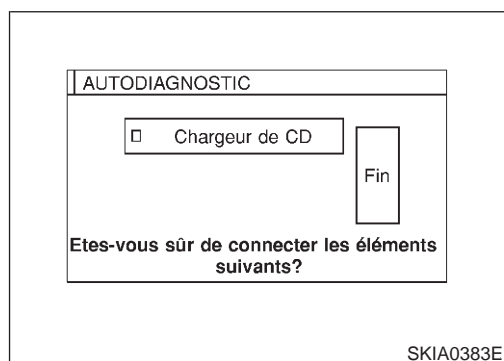 AUTODIAGNOSTIC
Chargeur de CD
Fin
Etes-vous sûr de connecter les éléments
suivants?
SKIA0383E